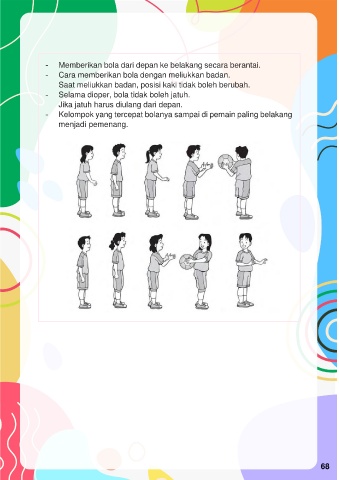 - Memberikan bola dari depan ke belakang secara berantai.
- Cara memberikan bola dengan meliukkan badan.
Saat meliukkan badan, posisi kaki tidak boleh berubah.
- Selama dioper, bola tidak boleh jatuh.
Jika jatuh harus diulang dari depan.
- Kelompok yang tercepat bolanya sampai di pemain paling belakang
menjadi pemenang.
68